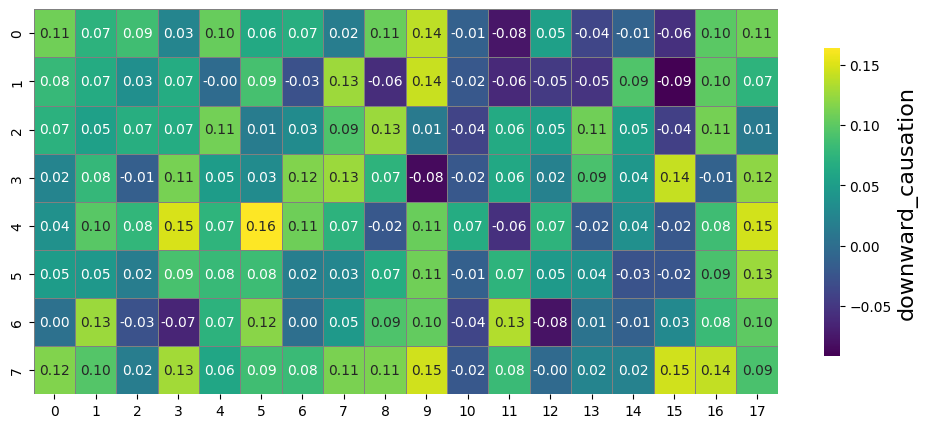 0 0.11 0.07 0.09 0.03 0.10 0.06 0.07 0.02 0.11 0.14 -0.01 -0.08 0.05 -0.04 -0.01 -0.06 0.10 0.11
1 0.08 0.07 0.03 0.07 -0.00 0.09 -0.03 0.13 -0.06 0.14 -0.02 -0.06 -0.05 -0.05 0.09 -0.09 0.10 0.07
2 0.07 0.05 0.07 0.07 0.11 0.01 0.03 0.09 0.13 0.01 -0.04 0.06 0.05 0.11 0.05 -0.04 0.11 0.01
3 0.02 0.08 -0.01 0.11 0.05 0.03 0.12 0.13 0.07 -0.08 -0.02 0.06 0.02 0.09 0.04 0.14 -0.01 0.12
4 0.04 0.10 0.08 0.15 0.07 0.16 0.11 0.07 -0.02 0.11 0.07 -0.06 0.07 -0.02 0.04 -0.02 0.08 0.15
5 0.05 0.05 0.02 0.09 0.08 0.08 0.02 0.03 0.07 0.11 -0.01 0.07 0.05 0.04 -0.03 -0.02 0.09 0.13
6 0.00 0.13 -0.03 -0.07 0.07 0.12 0.00 0.05 0.09 0.10 -0.04 0.13 -0.08 0.01 -0.01 0.03 0.08 0.10
7 0.12 0.10 0.02 0.13 0.06 0.09 0.08 0.11 0.11 0.15 -0.02 0.08 -0.00 0.02 0.02 0.15 0.14 0.09
0 1 2 3 4 5 6 7 8 9 10 11 12 13 14 15 16 17
0.15
0.10
0.05
0.00
−0.05
downward_causation